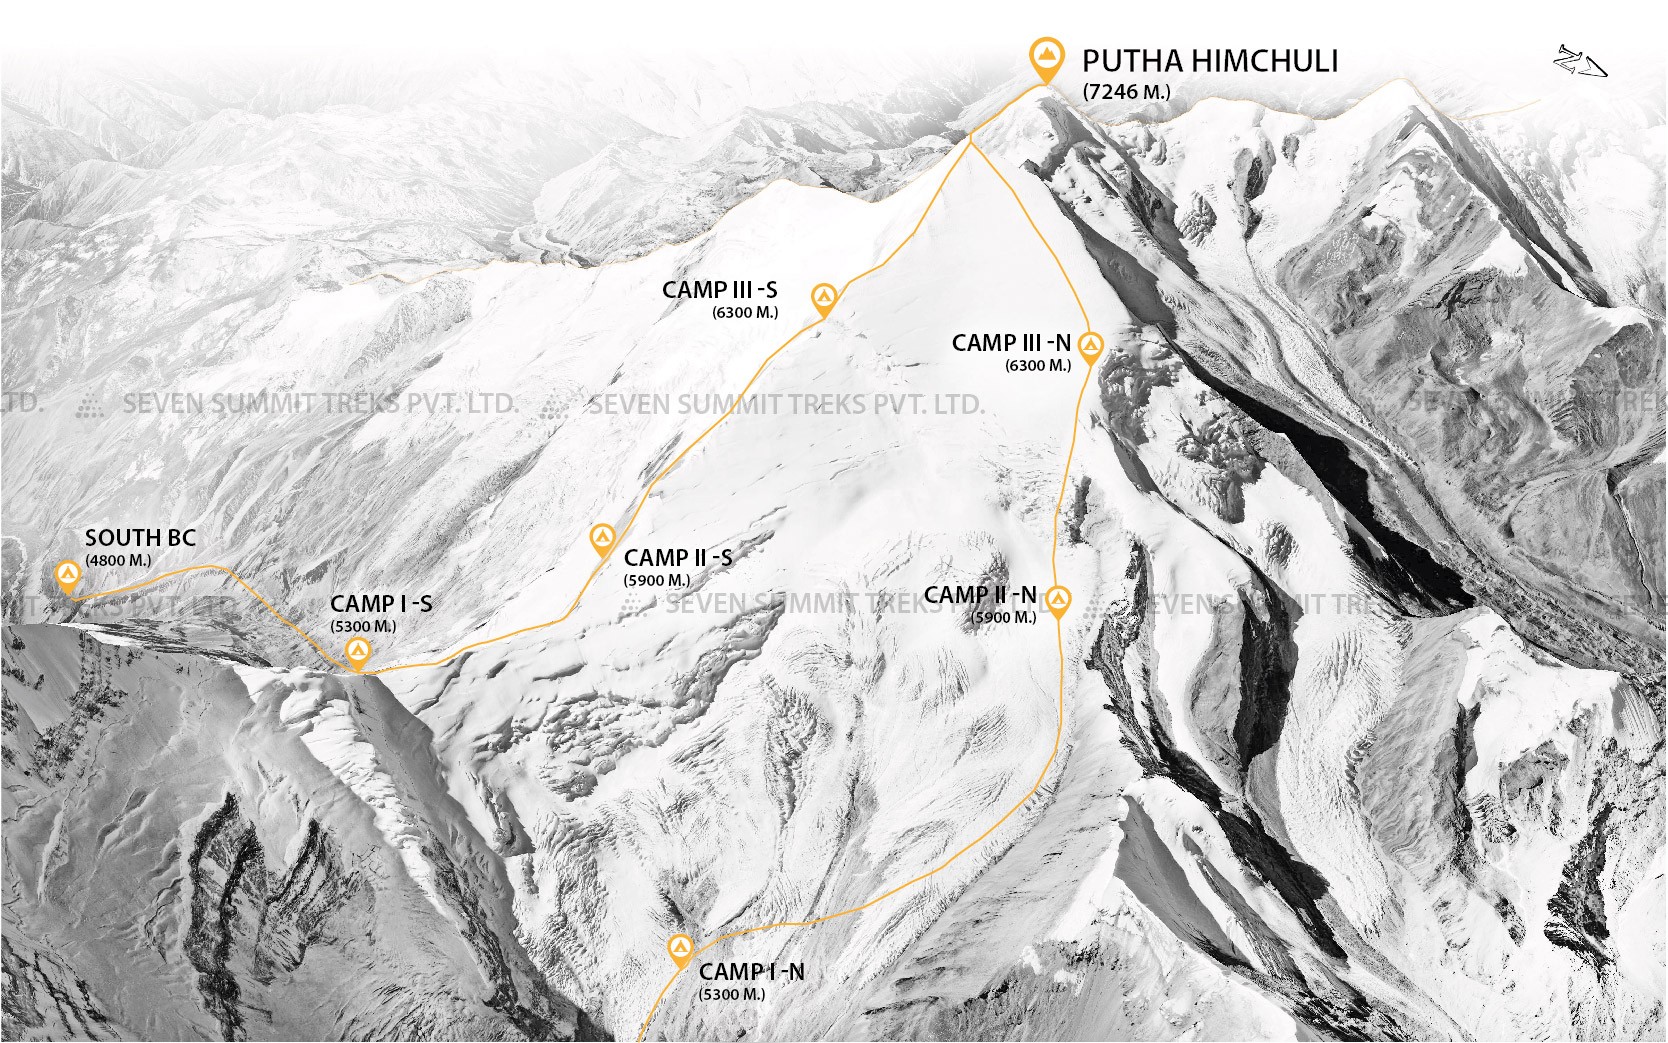 PUTHA HIMCHULI
(7246 M.)
N
CAMP III -S
(6300 M.)
CAMP III -N
(6300 M.)
LTD.
SEVEN SUMMIT TREKS PVT. LTD.
SEVEN SUMMIT TREKS PVT. LTD.
SEVEN SUMMIT TREK
SOUTH BC
(4800 M.)
CAMP II -S
(5900 M.)
CAMP II -N
(5900 M.)
CAMP I -S
(5300 M.)
SEVEN SUMMIT TREKS PVT. LTD
SEVEN SUMMIT TRE
CAMP I -N
(5300 M.)